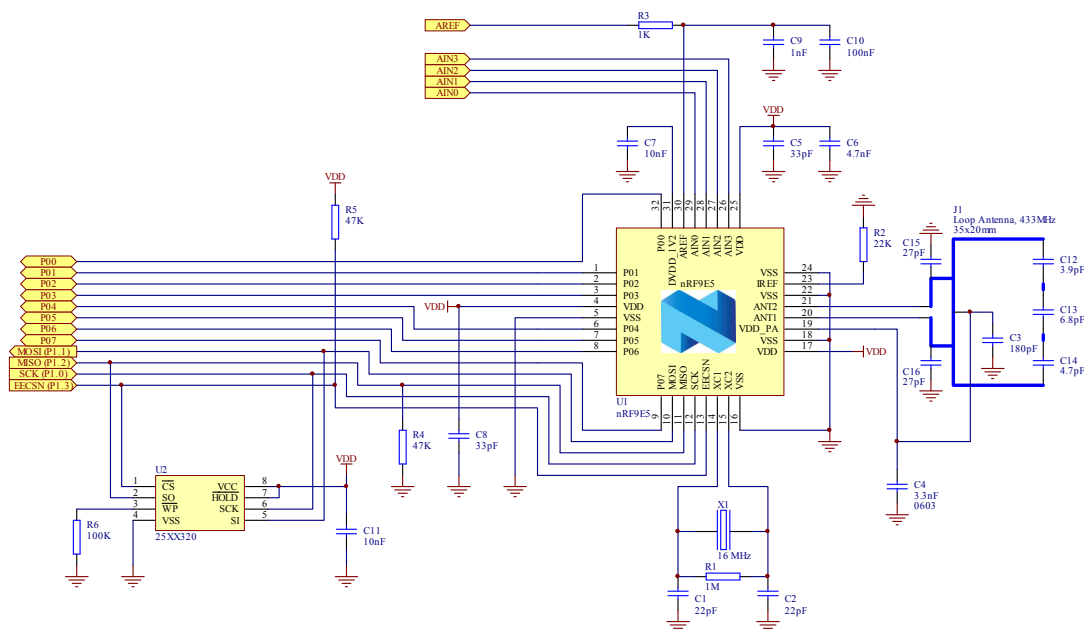 AREF
R3
1K
C9
1nF
C10
100nF
AIN3
AIN2
AIN1
AIN0
VDD
C7
10nF
C5
33pF
C6
4.7nF
VDD
R5
47K
32
31
30
29
28
27
26
25
P00
DVDD_1V2
AREF
AIN0
AIN1
AIN2
AIN3
VDD
nRF9E5
R2
22K
J1
Loop Antenna, 433MHz
35x20mm
C15
27pF
C12
3.9pF
C13
6.8pF
C14
4.7pF
C3
180pF
C16
27pF
P00
P01
P02
P03
P04
P05
P06
P07
MOSI (P1.1)
MISO (P1.2)
SCK (P1.0)
EECSN (P1.3)
VDD
1 P01
2 P02
3 P03
4 VDD
5 VSS
6 P04
7 P05
8 P06
VSS 24
IREF 23
VSS 22
ANT2 21
ANT1 20
VDD_PA 19
VSS 18
VDD 17
VDD
P07
MOSI
MISO
SCK
EECSN
XC1
XC2
VSS
U1
nRF9E5
9
10
11
12
13
14
15
16
R4
47K
C8
33pF
VDD
U2
1 CS VCC 8
2 SO HOLD 7
3 WP SCK 6
4 VSS SI 5
25XX320
R6
100K
C11
10nF
C4
3.3nF
0603
X1
16 MHz
R1
1M
C1
22pF
C2
22pF